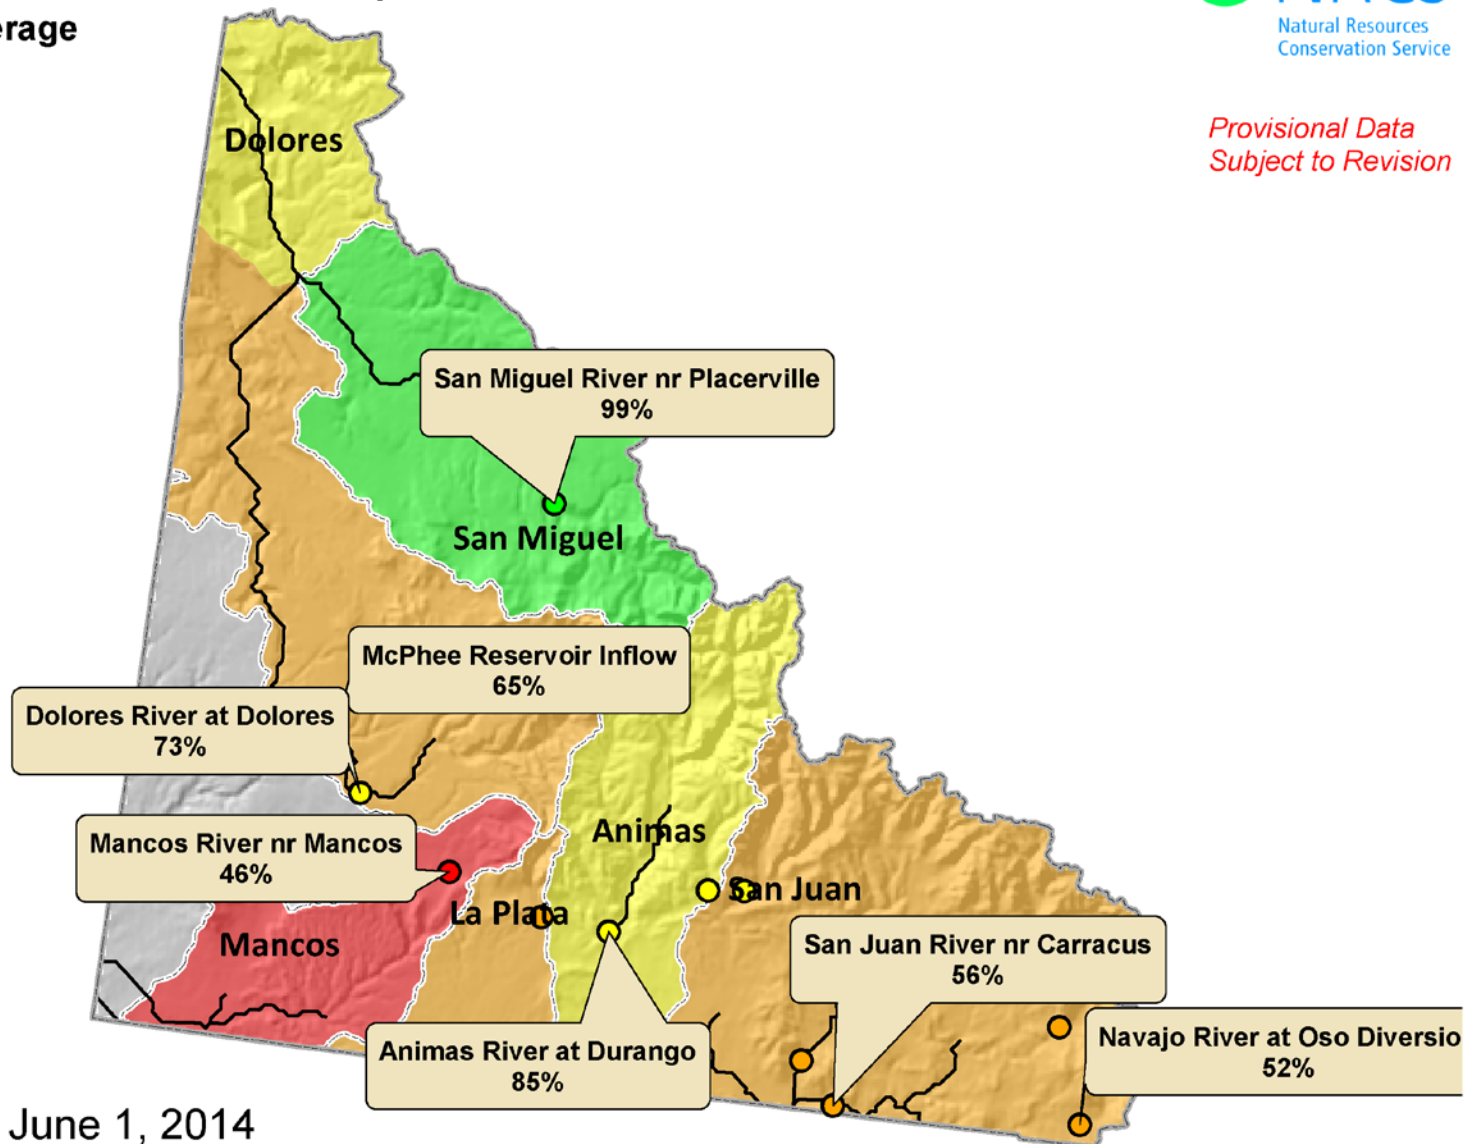 erage
Natural Resources
Conservation Service
Provisional Data
Subject to Revision
Dolores
San Miguel River nr Placerville
99%
San Miguel
McPhee Reservoir Inflow
65%
Dolores River at Dolores
73%
Mancos River nr Mancos
46%
Animas
San Juan
La Plata
Mancos
San Juan River nr Carracus
56%
Animas River at Durango
85%
Navajo River at Oso Diversio
52%
June 1, 2014